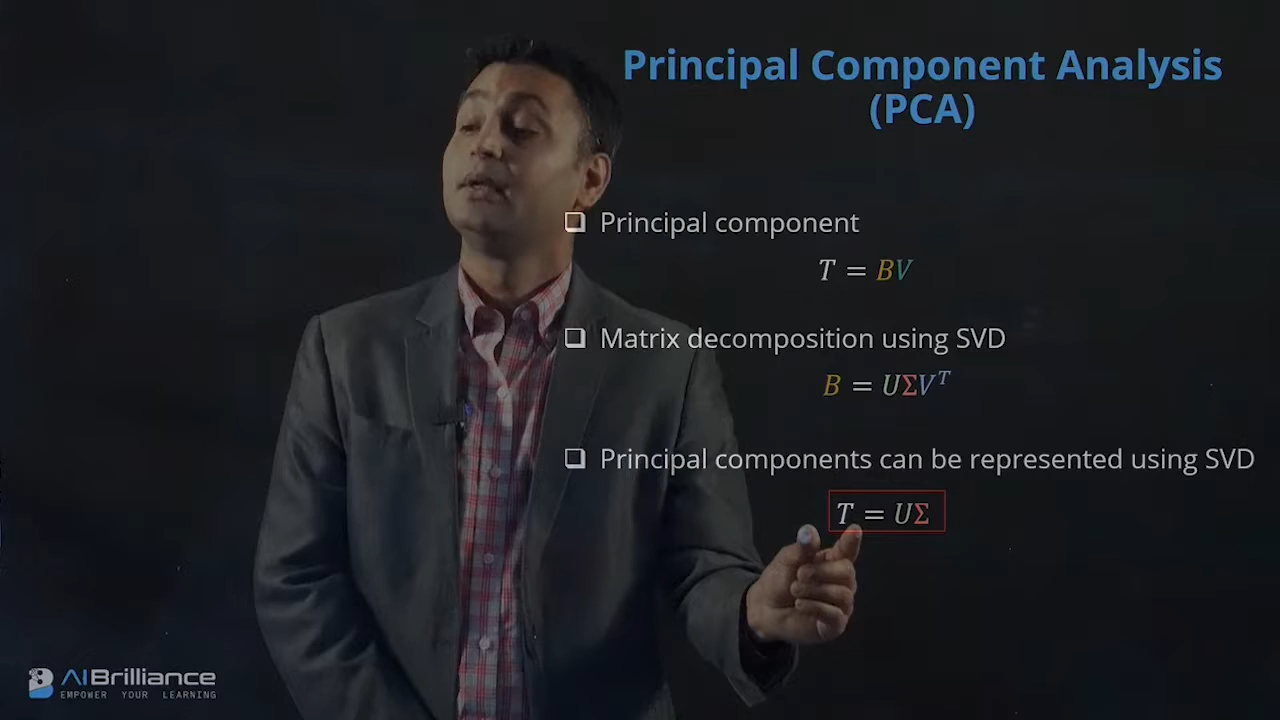 Principal Component Analysis
(PCA)
❑ Principal component
T = BV
❑ Matrix decomposition using SVD
B = UΣVᵀ
❑ Principal components can be represented using SVD
T = UΣ
AIBrilliance
EMPOWER YOUR LEARNING